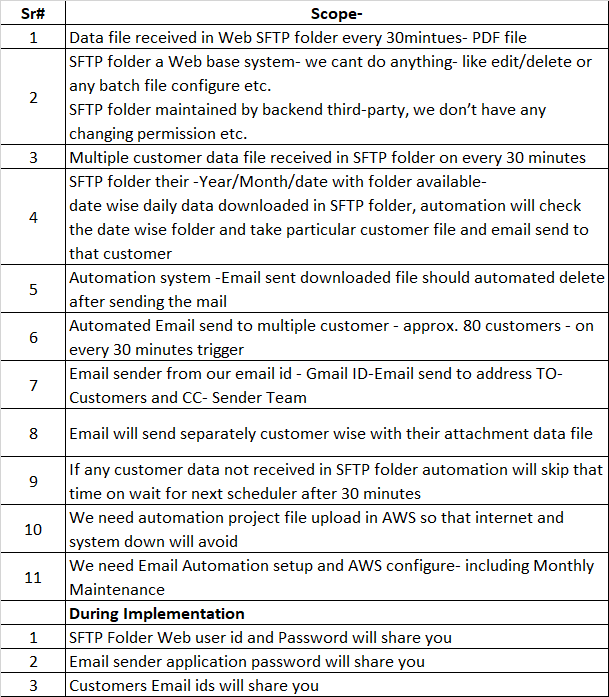 Sr# Scope-
1 Data file received in Web SFTP folder every 30mintues- PDF file
SFTP folder a Web base system- we cant do anything- like edit/delete or
any batch file configure etc.
2
SFTP folder maintained by backend third-party, we don't have any
changing permission etc.
3 Multiple customer data file received in SFTP folder on every 30 minutes
SFTP folder their -Year/Month/date with folder available-
date wise daily data downloaded in SFTP folder, automation will check
4
the date wise folder and take particular customer file and email send to
that customer
5 Automation system -Email sent downloaded file should automated delete
after sending the mail
6 Automated Email send to multiple customer - approx. 80 customers - on
every 30 minutes trigger
7 Email sender from our email id - Gmail ID-Email send to address TO-
Customers and CC- Sender Team
8 Email will send separately customer wise with their attachment data file
9 If any customer data not received in SFTP folder automation will skip that
time on wait for next scheduler after 30 minutes
10 We need automation project file upload in AWS so that internet and
system down will avoid
11 We need Email Automation setup and AWS configure- including Monthly
Maintenance
During Implementation
1 SFTP Folder Web user id and Password will share you
2 Email sender application password will share you
3 Customers Email ids will share you